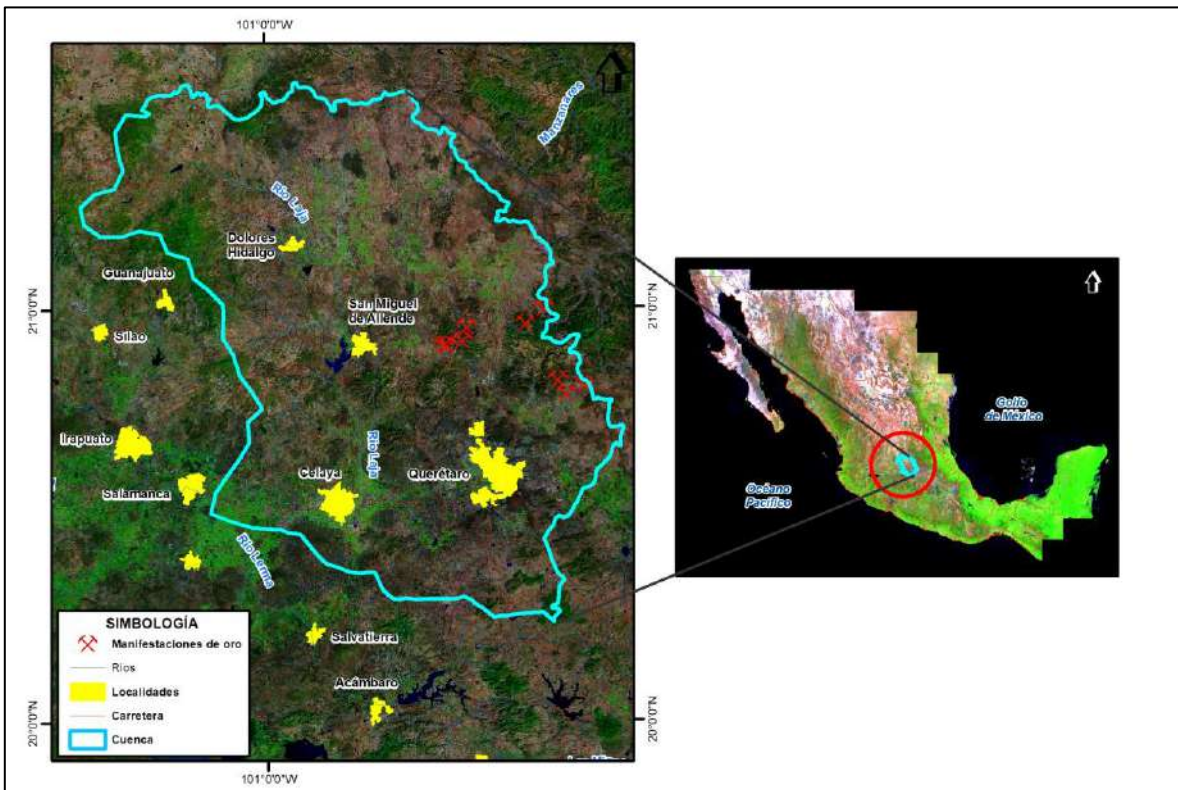 101°0'0"W
Manzanares
Río Laja
Dolores
Hidalgo
Guanajuato
21°0'0"N
21°0'0"N
San Miguel
de Allende
Silao
Irapuato
Río Laja
Celaya
Querétaro
Salamanca
Río Lerma
SIMBOLOGÍA
Manifestaciones de oro
Rios
Localidades
Carretera
Cuenca
Salvatierra
Acámbaro
20°0'0"N
20°0'0"N
101°0'0"W
Golfo
de México
Océano
Pacifico